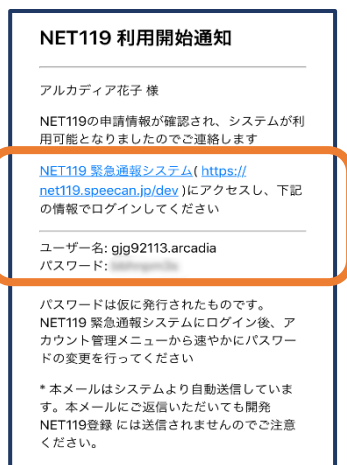 NET119 利用開始通知
アルカディア花子 様
NET119の申請情報が確認され、システムが利
用可能となりましたのでご連絡します
NET119 緊急通報システム( https://
net119.speecan.jp/dev )にアクセスし、下記
の情報でログインしてください
ユーザー名: gjg92113.arcadia
パスワード:
パスワードは仮に発行されたものです。
NET119 緊急通報システムにログイン後、ア
カウント管理メニューから速やかにパスワー
ドの変更を行ってください
* 本メールはシステムより自動送信していま
す。本メールにご返信いただいても開発
NET119登録 には送信されませんのでご注意
ください。